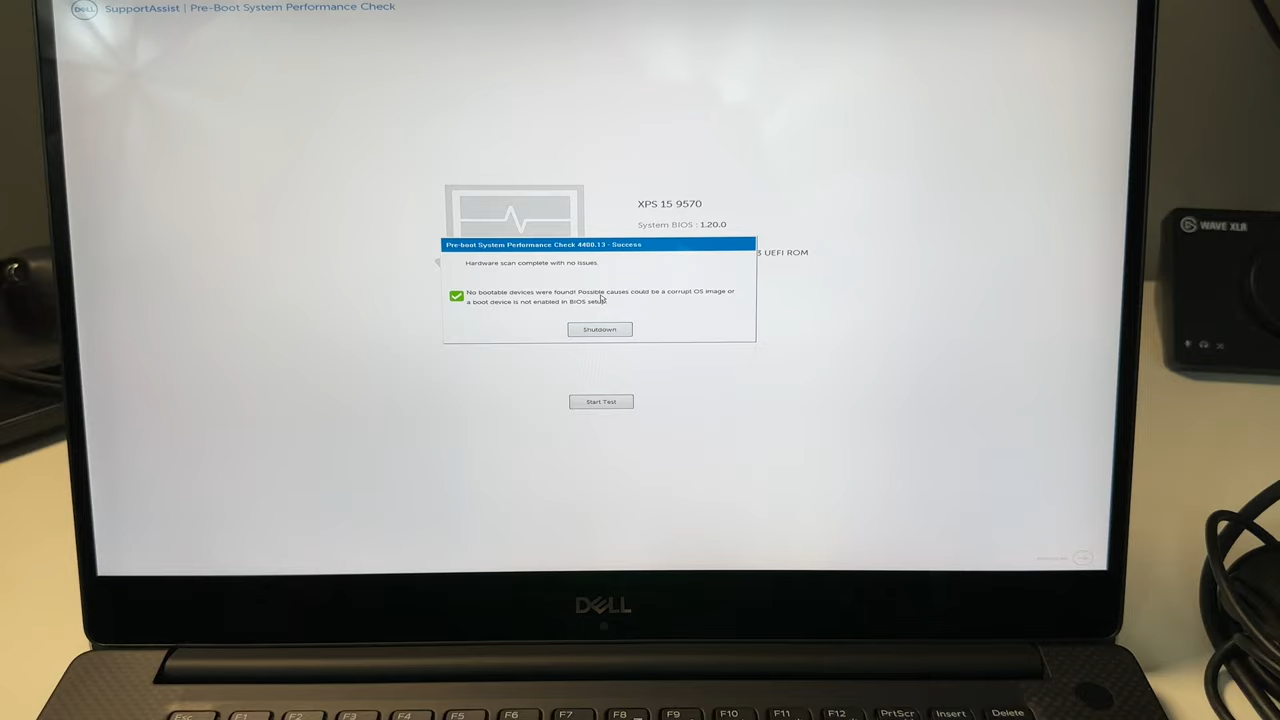 DELL SupportAssist | Pre-Boot System Performance Check
XPS 15 9570
System BIOS : 1.20.0
3 UEFI ROM
Pre-boot System Performance Check 4400.13 - Success
Hardware scan complete with no issues.
No bootable devices were found! Possible causes could be a corrupt OS image or
a boot device is not enabled in BIOS setup.
Shutdown
Start Test
WAVE XLR
DELL
Esc F1 F2 F3 F4 F5 F6 F7 F8 F9 F10 F11 F12 PrtScr Insert Delete